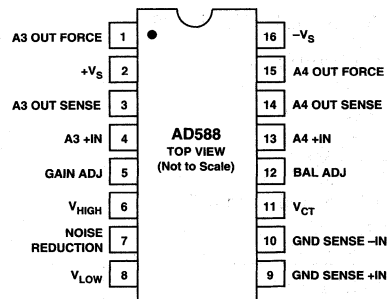 A3 OUT FORCE 1 16 –VS
+VS 2 15 A4 OUT FORCE
A3 OUT SENSE 3 14 A4 OUT SENSE
A3 +IN 4 13 A4 +IN
AD588
TOP VIEW
(Not to Scale)
GAIN ADJ 5 12 BAL ADJ
VHIGH 6 11 VCT
NOISE
REDUCTION 7 10 GND SENSE –IN
VLOW 8 9 GND SENSE +IN